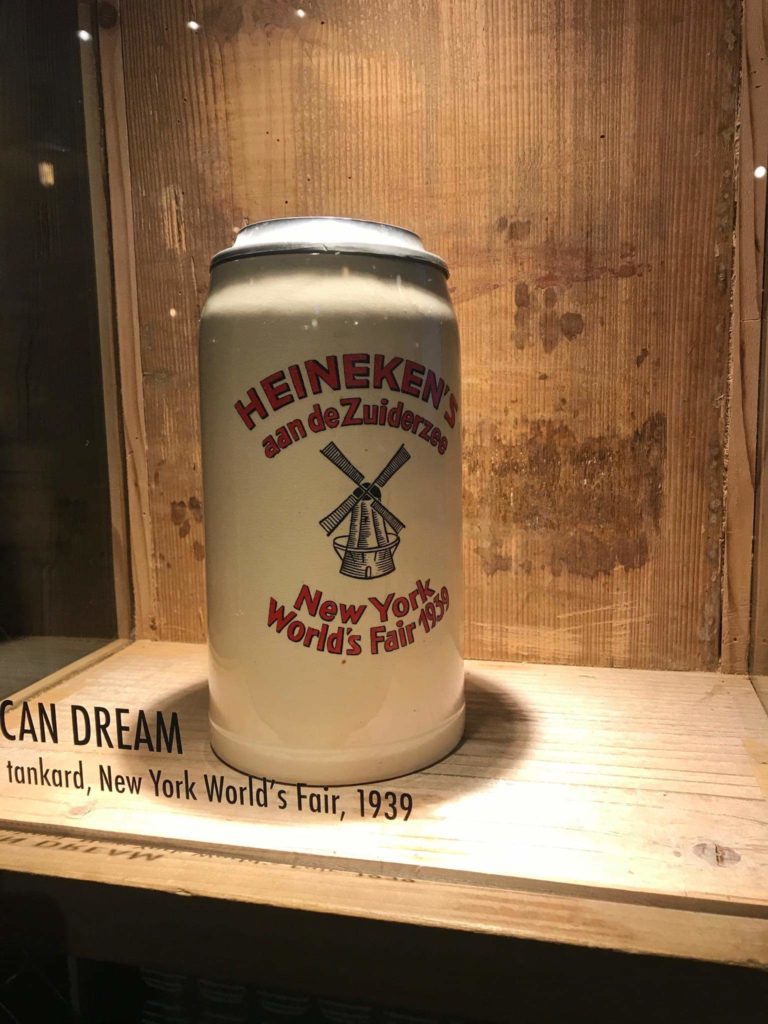 HEINEKEN'S
aan de Zuiderzee
New York
World's Fair 1939
CAN DREAM
tankard, New York World's Fair, 1939